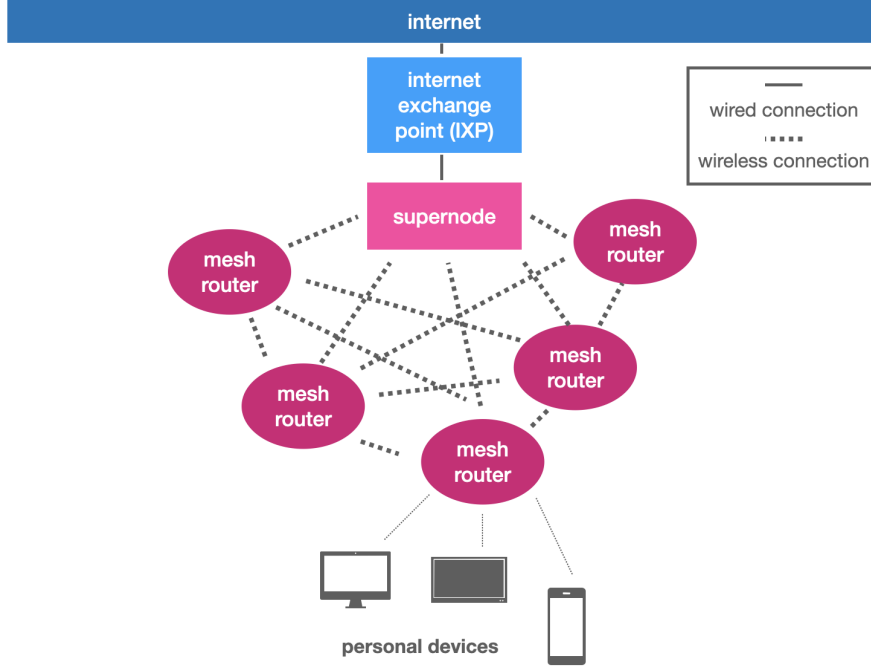 internet
internet
exchange
point (IXP)
wired connection
wireless connection
supernode
mesh
router
mesh
router
mesh
router
mesh
router
mesh
router
personal devices